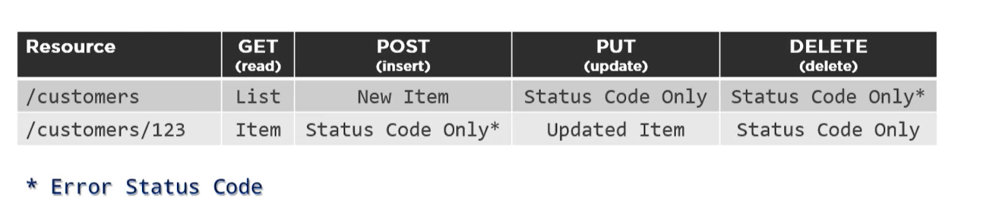 Resource GET POST PUT DELETE
(read) (insert) (update) (delete)
/customers List New Item Status Code Only Status Code Only*
/customers/123 Item Status Code Only* Updated Item Status Code Only
* Error Status Code